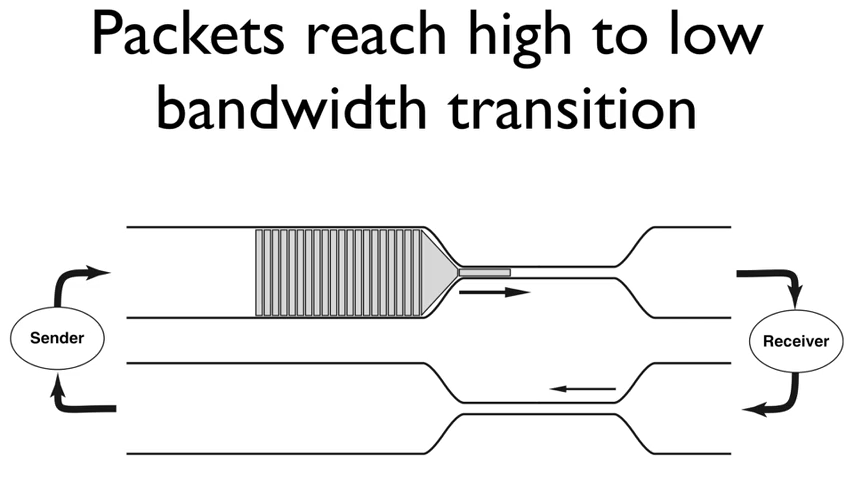 Packets reach high to low
bandwidth transition
Sender
Receiver